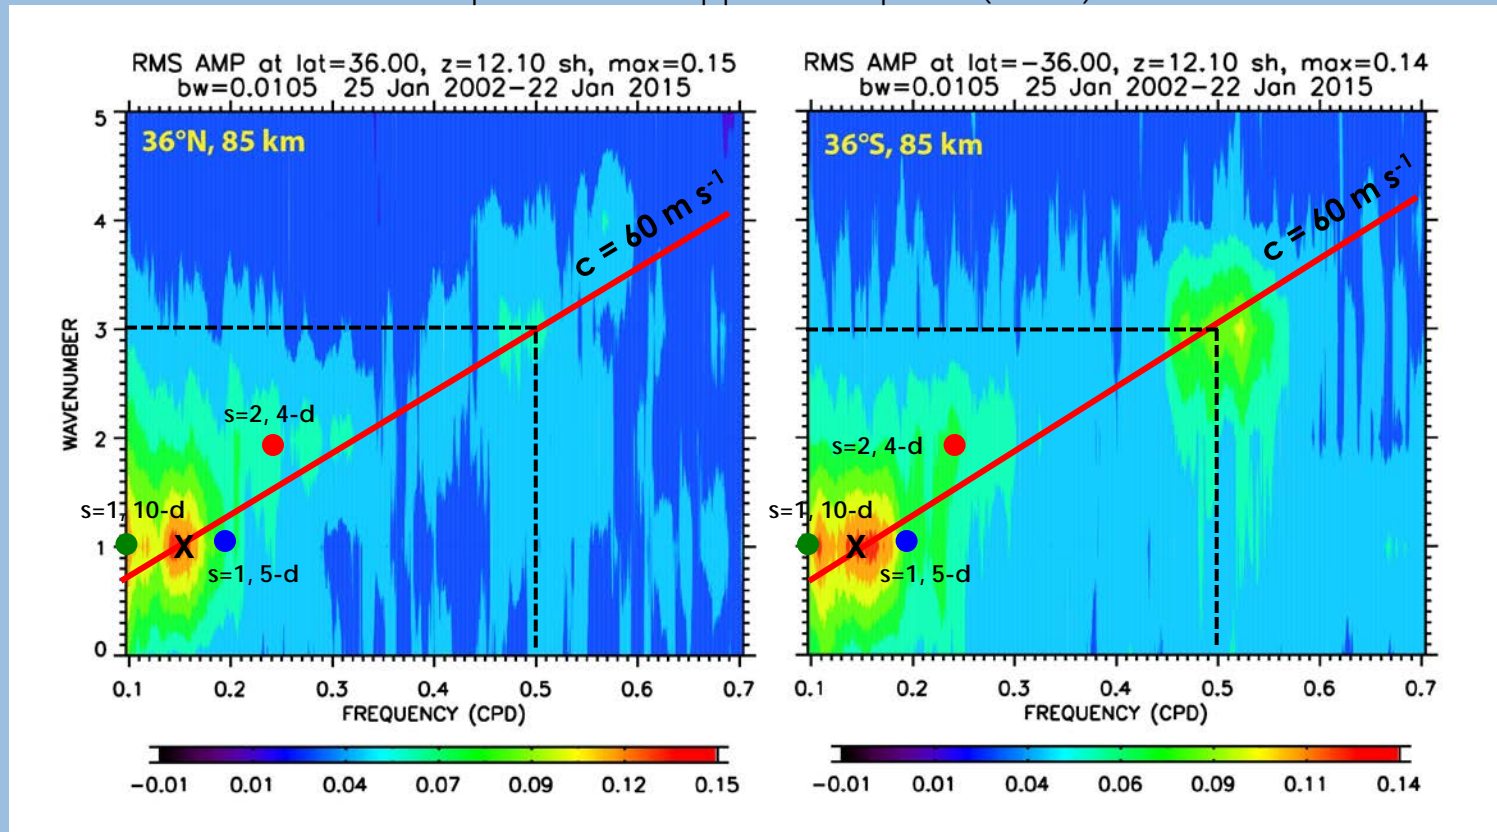 RMS AMP at lat=36.00, z=12.10 sh, max=0.15
bw=0.0105 25 Jan 2002-22 Jan 2015
36°N, 85 km
c = 60 m s-1
s=2, 4-d
s=1, 10-d
X
s=1, 5-d
WAVENUMBER
5
4
3
2
1
0
0.1 0.2 0.3 0.4 0.5 0.6 0.7
FREQUENCY (CPD)
-0.01 0.01 0.04 0.07 0.09 0.12 0.15
RMS AMP at lat=-36.00, z=12.10 sh, max=0.14
bw=0.0105 25 Jan 2002-22 Jan 2015
36°S, 85 km
c = 60 m s-1
s=2, 4-d
s=1, 10-d
X
s=1, 5-d
0.1 0.2 0.3 0.4 0.5 0.6 0.7
FREQUENCY (CPD)
-0.01 0.01 0.04 0.06 0.09 0.11 0.14